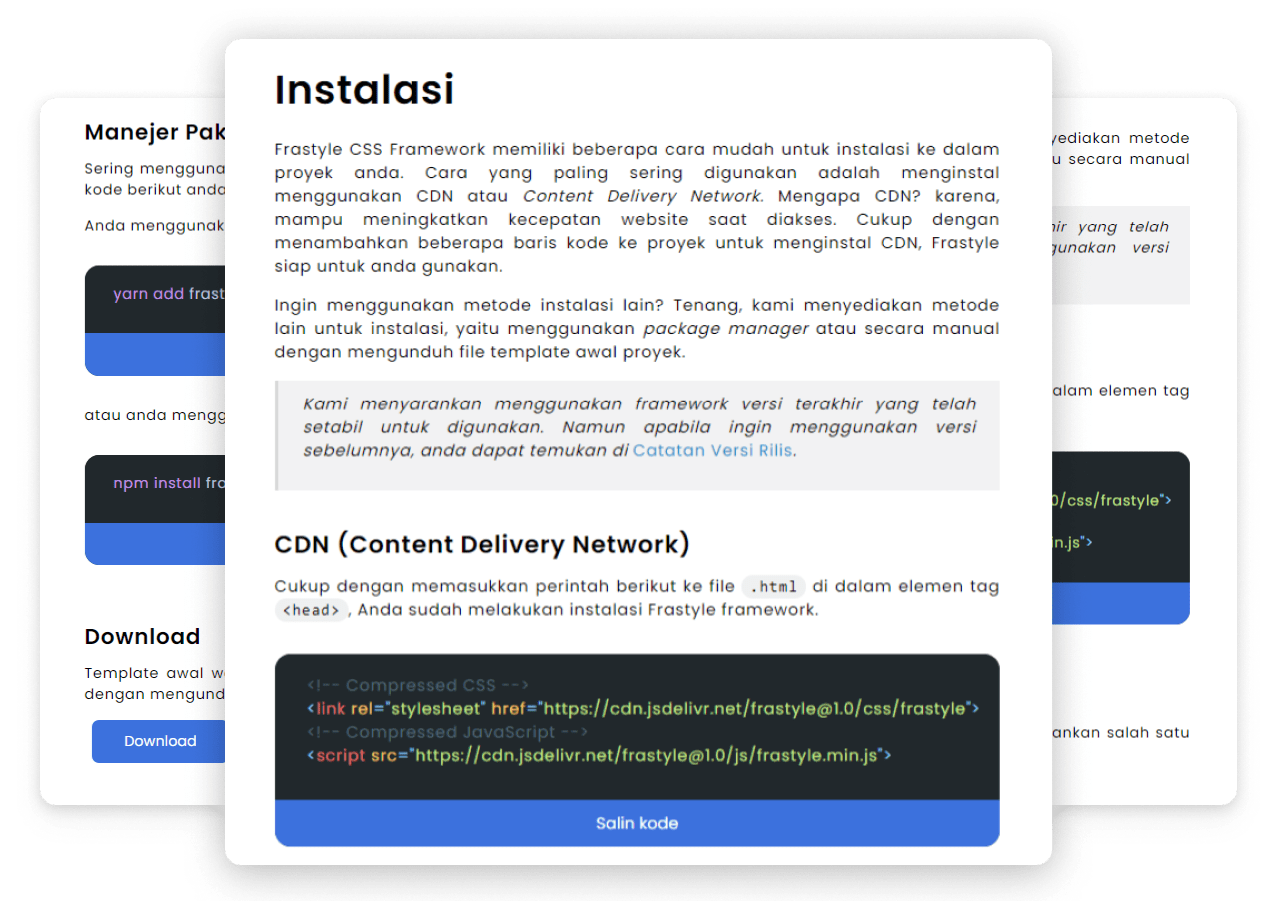 Instalasi
Frastyle CSS Framework memiliki beberapa cara mudah untuk instalasi ke dalam
proyek anda. Cara yang paling sering digunakan adalah menginstal
menggunakan CDN atau Content Delivery Network. Mengapa CDN? karena,
mampu meningkatkan kecepatan website saat diakses. Cukup dengan
menambahkan beberapa baris kode ke proyek untuk menginstal CDN, Frastyle
siap untuk anda gunakan.
Ingin menggunakan metode instalasi lain? Tenang, kami menyediakan metode
lain untuk instalasi, yaitu menggunakan package manager atau secara manual
dengan mengunduh file template awal proyek.
Kami menyarankan menggunakan framework versi terakhir yang telah
setabil untuk digunakan. Namun apabila ingin menggunakan versi
sebelumnya, anda dapat temukan di Catatan Versi Rilis.
CDN (Content Delivery Network)
Cukup dengan memasukkan perintah berikut ke file .html di dalam elemen tag
<head>, Anda sudah melakukan instalasi Frastyle framework.
<!-- Compressed CSS -->
<link rel="stylesheet" href="https://cdn.jsdelivr.net/frastyle@1.0/css/frastyle">
<!-- Compressed JavaScript -->
<script src="https://cdn.jsdelivr.net/frastyle@1.0/js/frastyle.min.js">
Salin kode
Manejer Pak
Sering mengguna
kode berikut anda
Anda menggunak
yarn add frast
atau anda mengg
npm install fra
Download
Template awal w
dengan mengund
Download
yediakan metode
u secara manual
hir yang telah
gunakan versi
alam elemen tag
0/css/frastyle">
in.js">
ankan salah satu